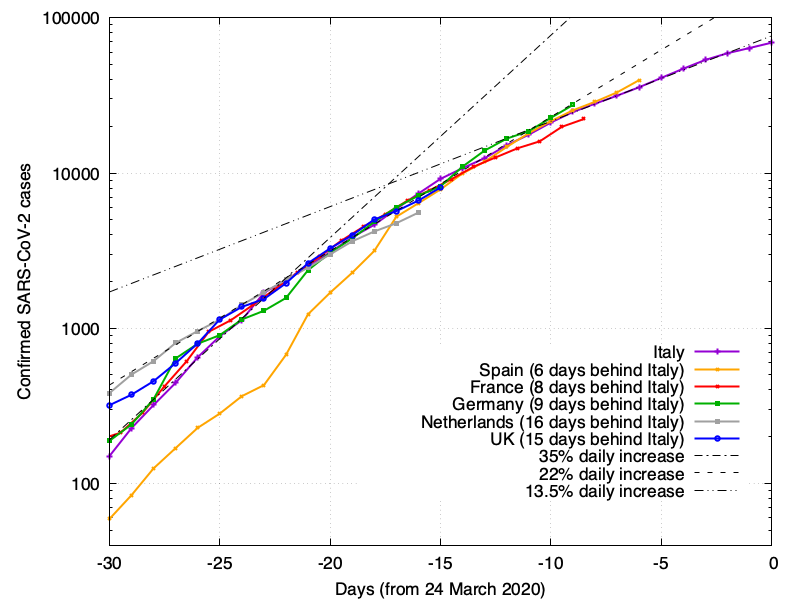 100000
10000
1000
100
Confirmed SARS-CoV-2 cases
Italy
Spain (6 days behind Italy)
France (8 days behind Italy)
Germany (9 days behind Italy)
Netherlands (16 days behind Italy)
UK (15 days behind Italy)
35% daily increase
22% daily increase
13.5% daily increase
-30 -25 -20 -15 -10 -5 0
Days (from 24 March 2020)